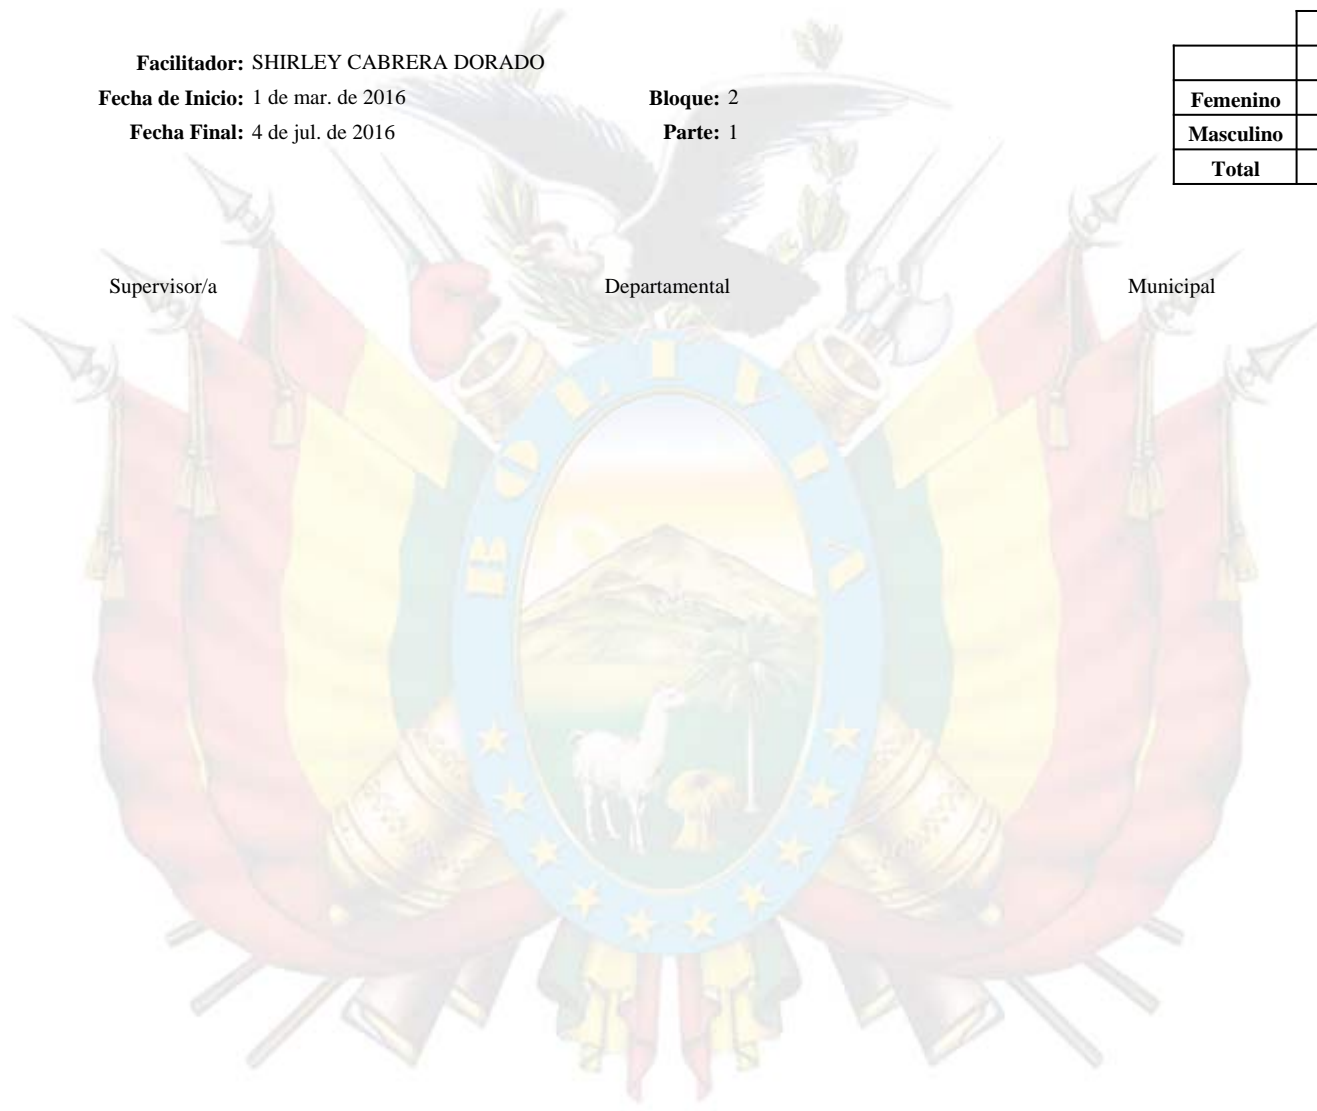 Facilitador: SHIRLEY CABRERA DORADO
Fecha de Inicio: 1 de mar. de 2016 Bloque: 2
Femenino
Fecha Final: 4 de jul. de 2016 Parte: 1
Masculino
Total
Supervisor/a Departamental Municipal
BOLIVIA